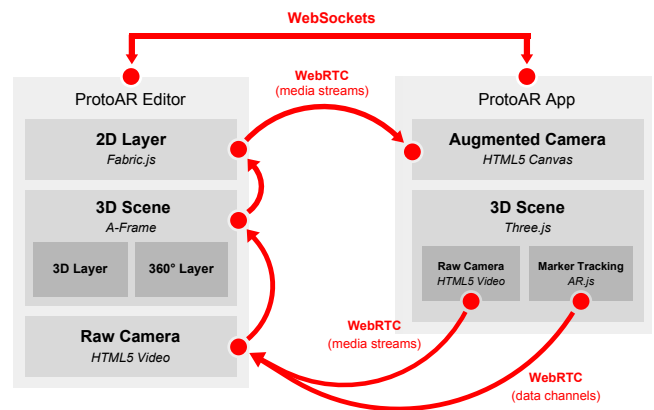 WebSockets
ProtoAR Editor
2D Layer
Fabric.js
3D Scene
A-Frame
3D Layer
360° Layer
Raw Camera
HTML5 Video
WebRTC
(media streams)
ProtoAR App
Augmented Camera
HTML5 Canvas
3D Scene
Three.js
Raw Camera
HTML5 Video
Marker Tracking
AR.js
WebRTC
(media streams)
WebRTC
(data channels)